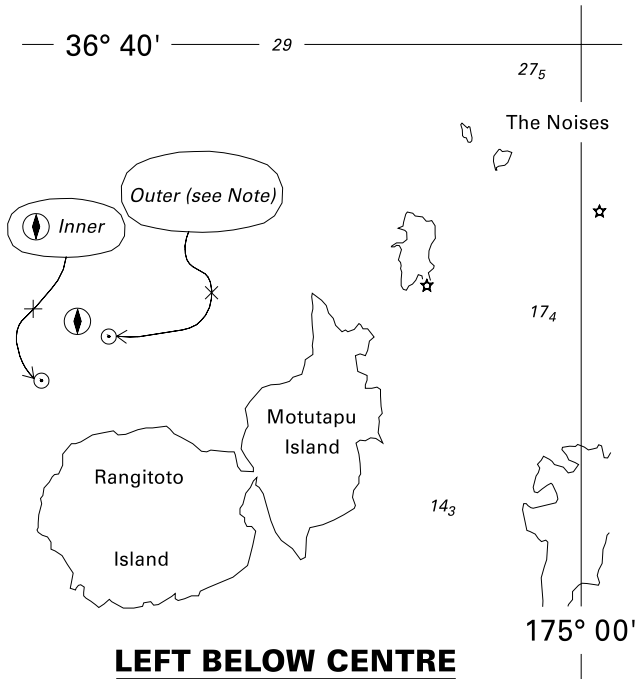 36° 40'
29
27₅
The Noises
Outer (see Note)
Inner
17₄
Motutapu
Island
Rangitoto
14₃
Island
175° 00'
LEFT BELOW CENTRE